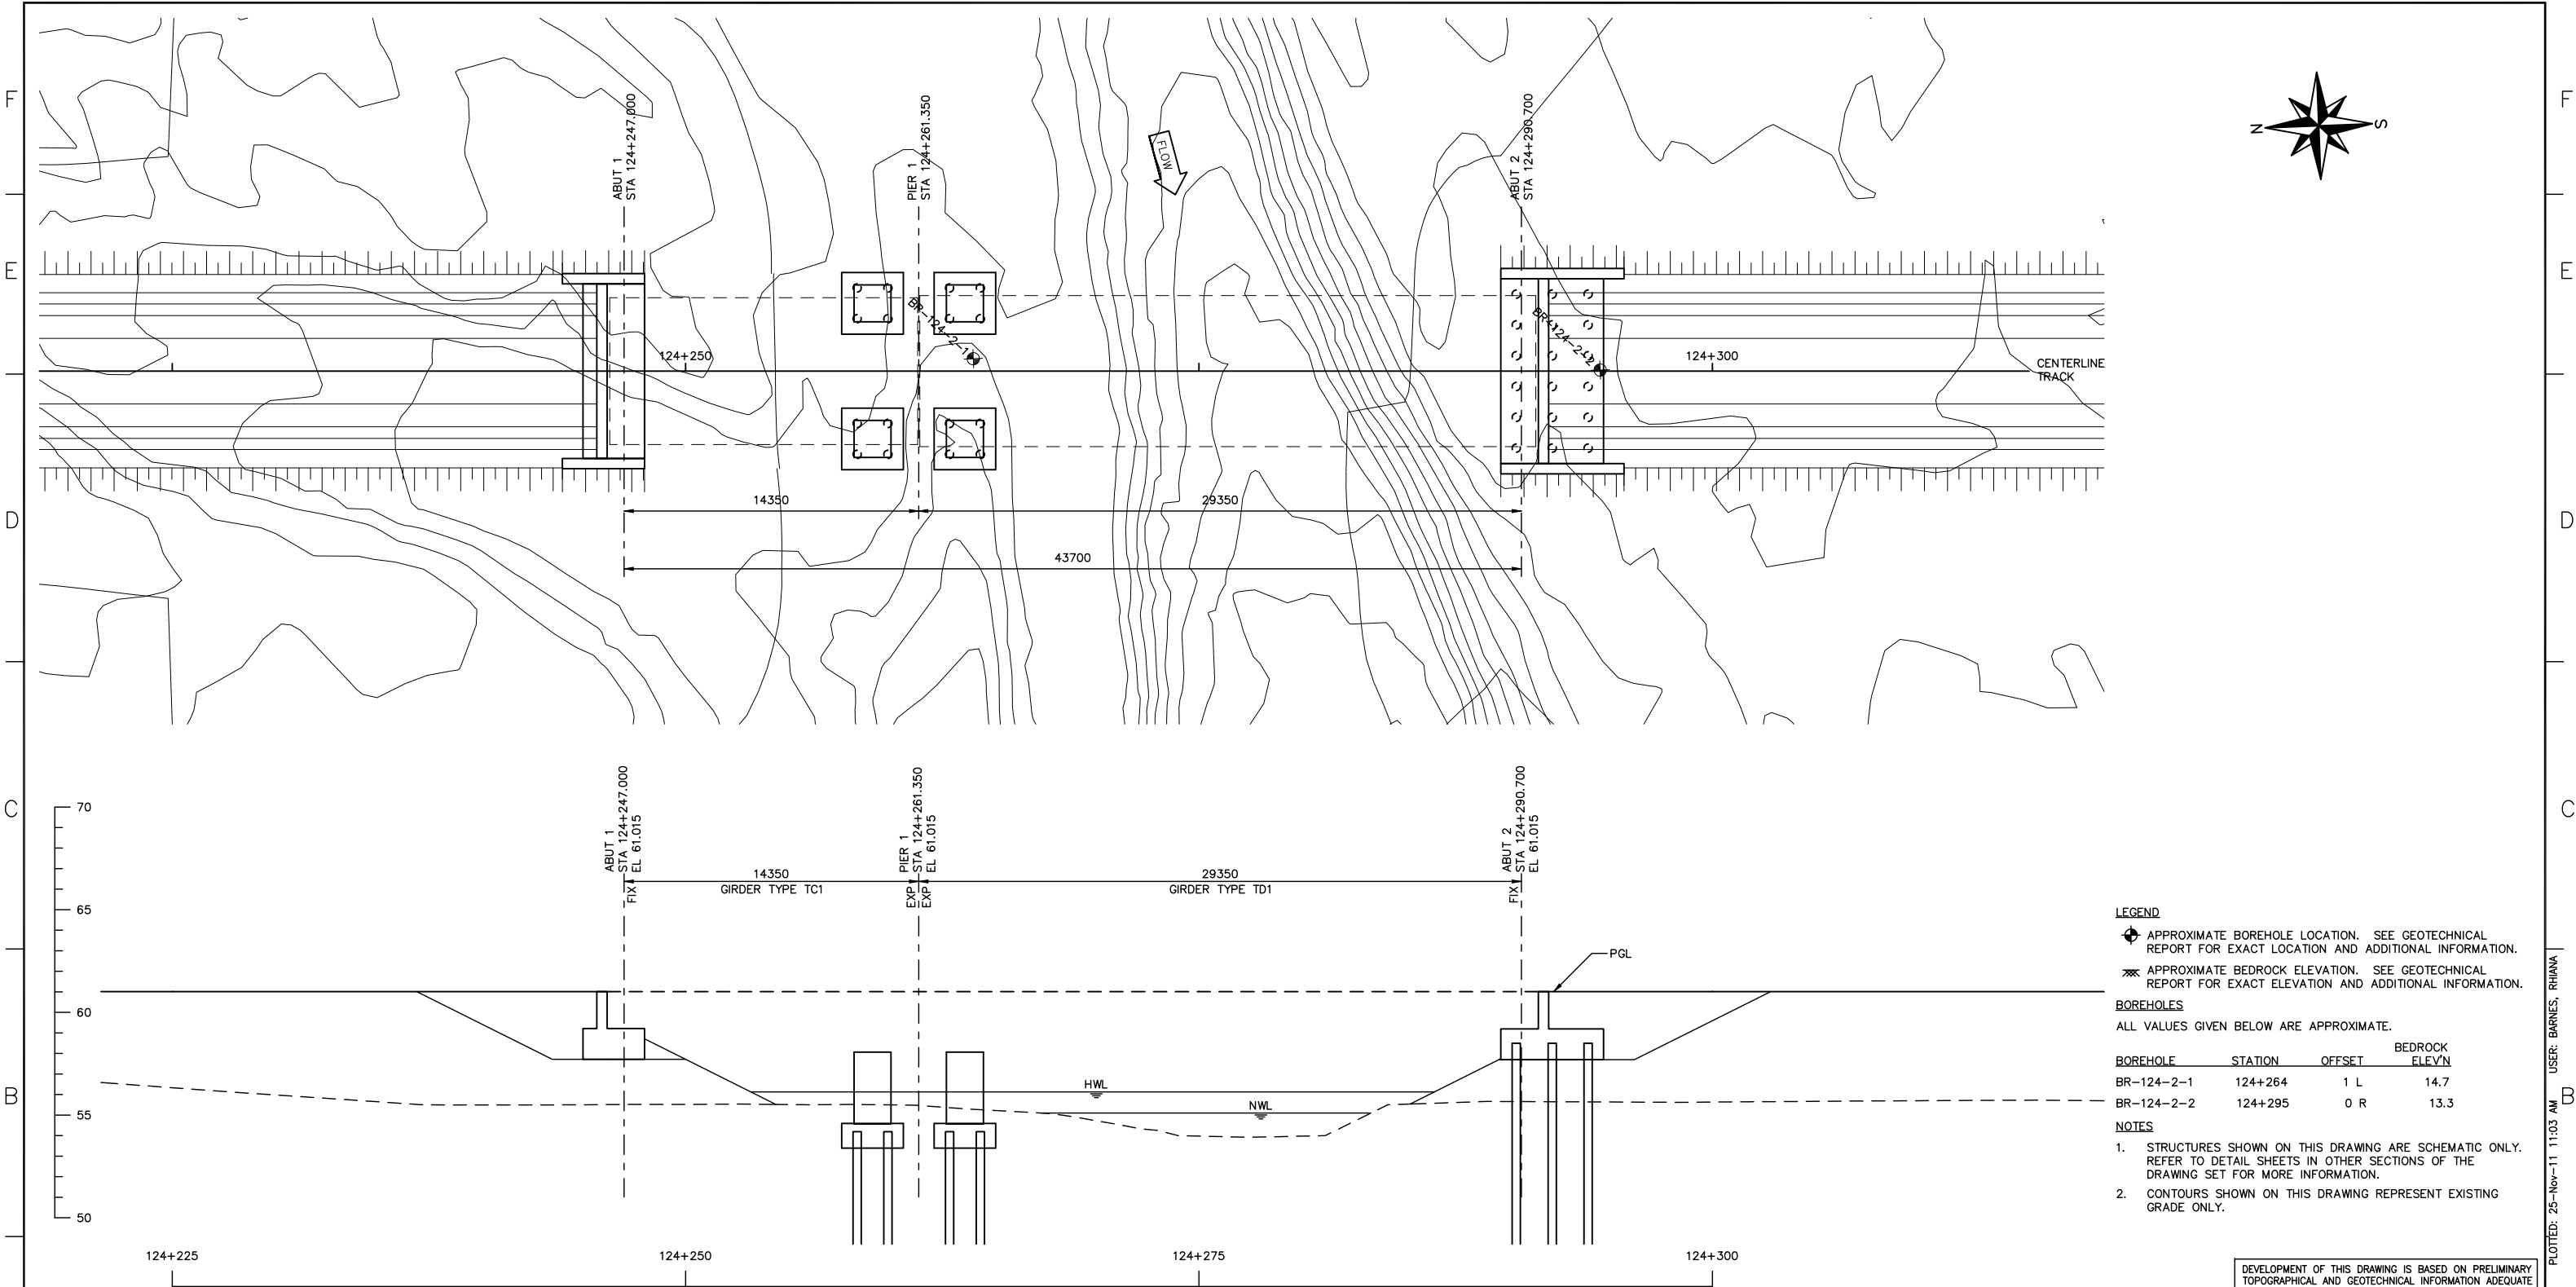 F
F
E
E
D
D
C
C
B
B
ABUT 1
STA 124+247.000
PIER 1
STA 124+261.350
ABUT 2
STA 124+290.700
FLOW
N
S
BR-124-2-1
BR-124-2-2
124+250
124+300
CENTERLINE
TRACK
14350
29350
43700
70
65
60
55
50
ABUT 1
STA 124+247.000
EL 61.015
FIX
PIER 1
STA 124+261.350
EL 61.015
EXP
EXP
ABUT 2
STA 124+290.700
EL 61.015
FIX
14350
GIRDER TYPE TC1
29350
GIRDER TYPE TD1
PGL
HWL
NWL
124+225
124+250
124+275
124+300
LEGEND
APPROXIMATE BOREHOLE LOCATION. SEE GEOTECHNICAL
REPORT FOR EXACT LOCATION AND ADDITIONAL INFORMATION.
APPROXIMATE BEDROCK ELEVATION. SEE GEOTECHNICAL
REPORT FOR EXACT ELEVATION AND ADDITIONAL INFORMATION.
BOREHOLES
ALL VALUES GIVEN BELOW ARE APPROXIMATE.
BEDROCK
BOREHOLE STATION OFFSET ELEV'N
BR-124-2-1 124+264 1 L 14.7
BR-124-2-2 124+295 0 R 13.3
NOTES
1. STRUCTURES SHOWN ON THIS DRAWING ARE SCHEMATIC ONLY.
REFER TO DETAIL SHEETS IN OTHER SECTIONS OF THE
DRAWING SET FOR MORE INFORMATION.
2. CONTOURS SHOWN ON THIS DRAWING REPRESENT EXISTING
GRADE ONLY.
DEVELOPMENT OF THIS DRAWING IS BASED ON PRELIMINARY
TOPOGRAPHICAL AND GEOTECHNICAL INFORMATION ADEQUATE
PLOTTED: 25-Nov-11 11:03 AM USER: BARNES, RHIANA